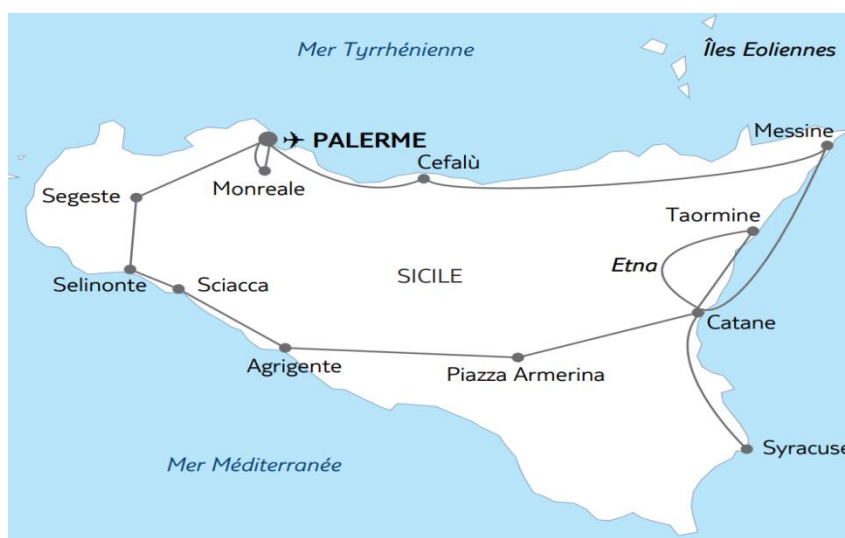 Mer Tyrrhénienne
Îles Eoliennes
PALERME
Messine
Cefalù
Monreale
Segeste
Taormine
Etna
SICILE
Selinonte
Sciacca
Catane
Agrigente
Piazza Armerina
Syracuse
Mer Méditerranée